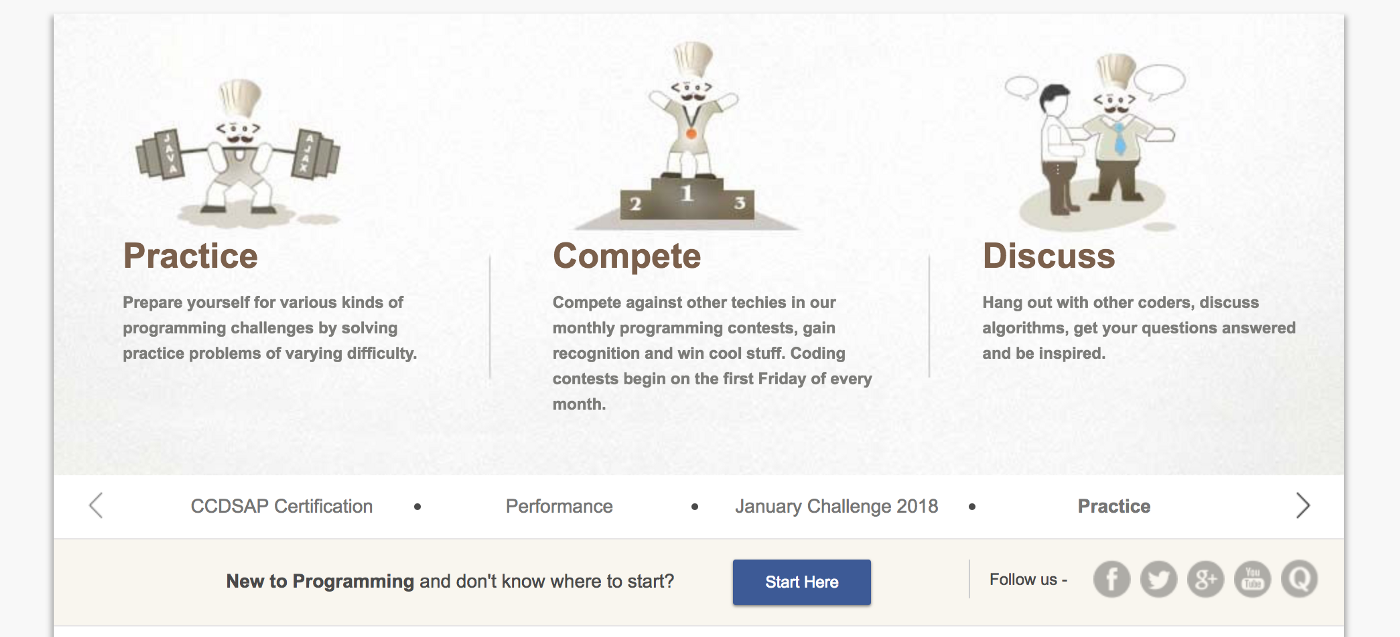 JAVA
AJAX
2 1 3
Practice
Prepare yourself for various kinds of
programming challenges by solving
practice problems of varying difficulty.
Compete
Compete against other techies in our
monthly programming contests, gain
recognition and win cool stuff. Coding
contests begin on the first Friday of every
month.
Discuss
Hang out with other coders, discuss
algorithms, get your questions answered
and be inspired.
CCDSAP Certification • Performance • January Challenge 2018 • Practice
New to Programming and don't know where to start? Start Here Follow us - f g+ You Tube Q